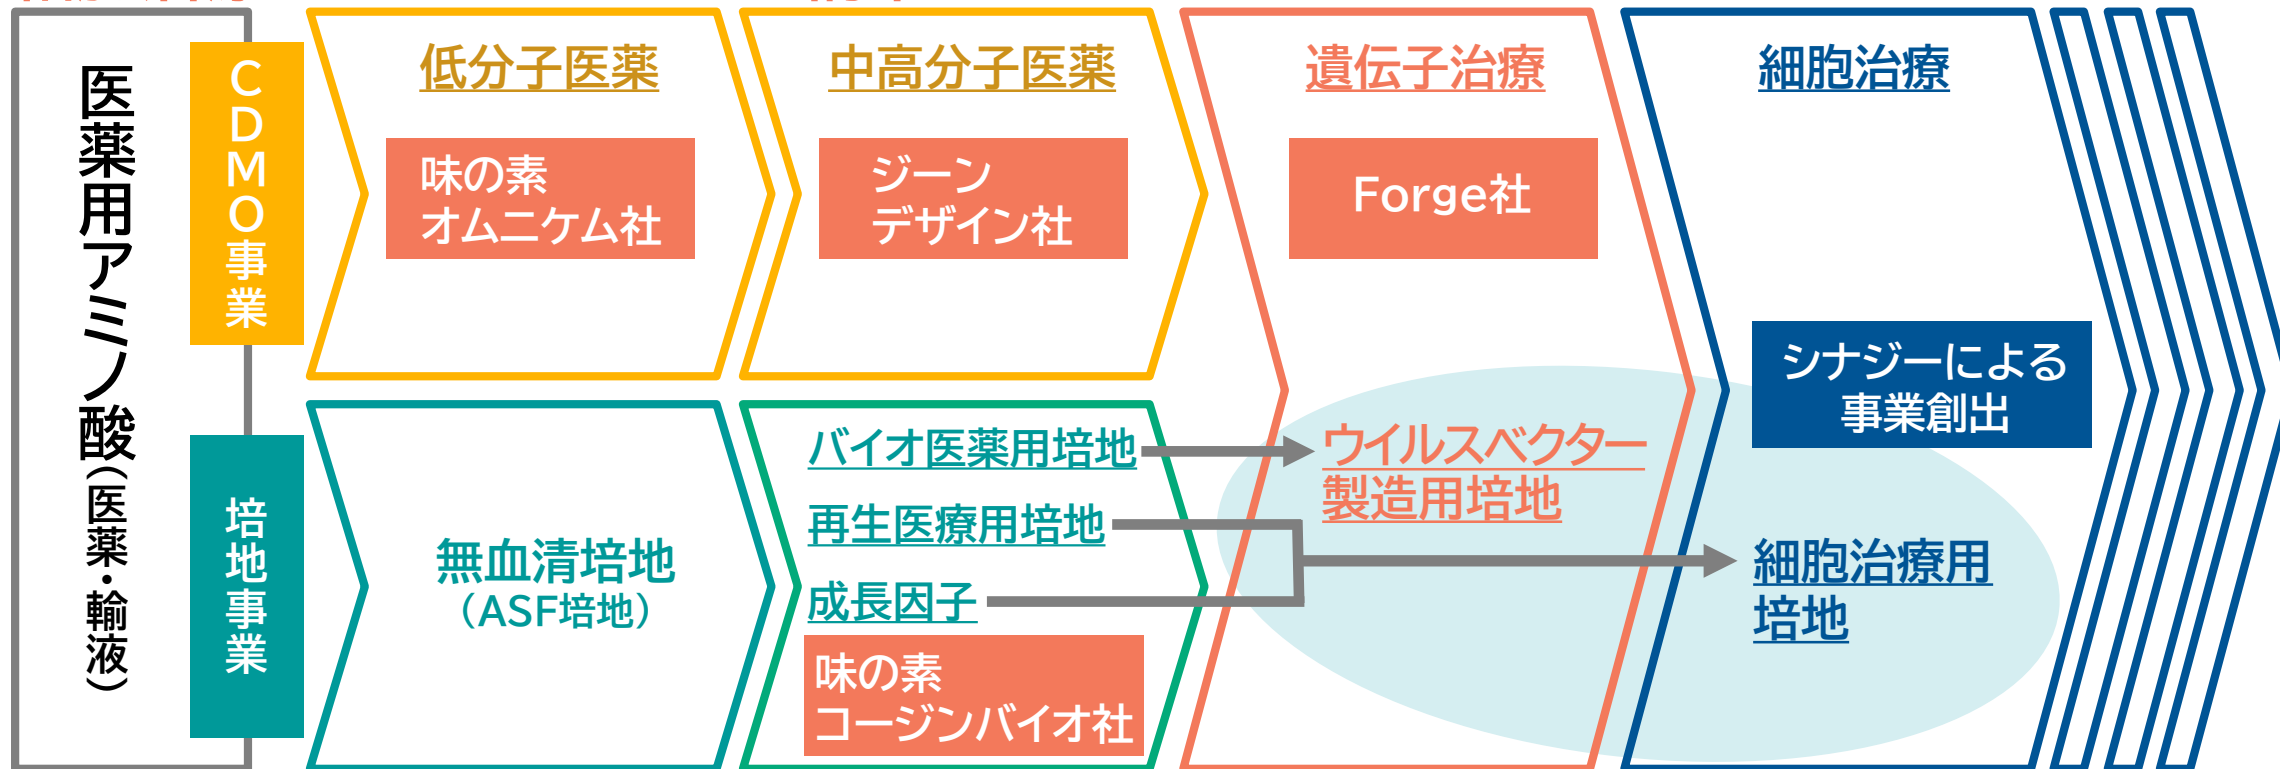 医薬用アミノ酸(医薬・輸液)
CDMO事業
低分子医薬
味の素
オムニケム社
中高分子医薬
ジーン
デザイン社
遺伝子治療
Forge社
細胞治療
シナジーによる
事業創出
培地事業
無血清培地
(ASF培地)
バイオ医薬用培地
再生医療用培地
成長因子
味の素
コージンバイオ社
ウイルスベクター
製造用培地
細胞治療用
培地